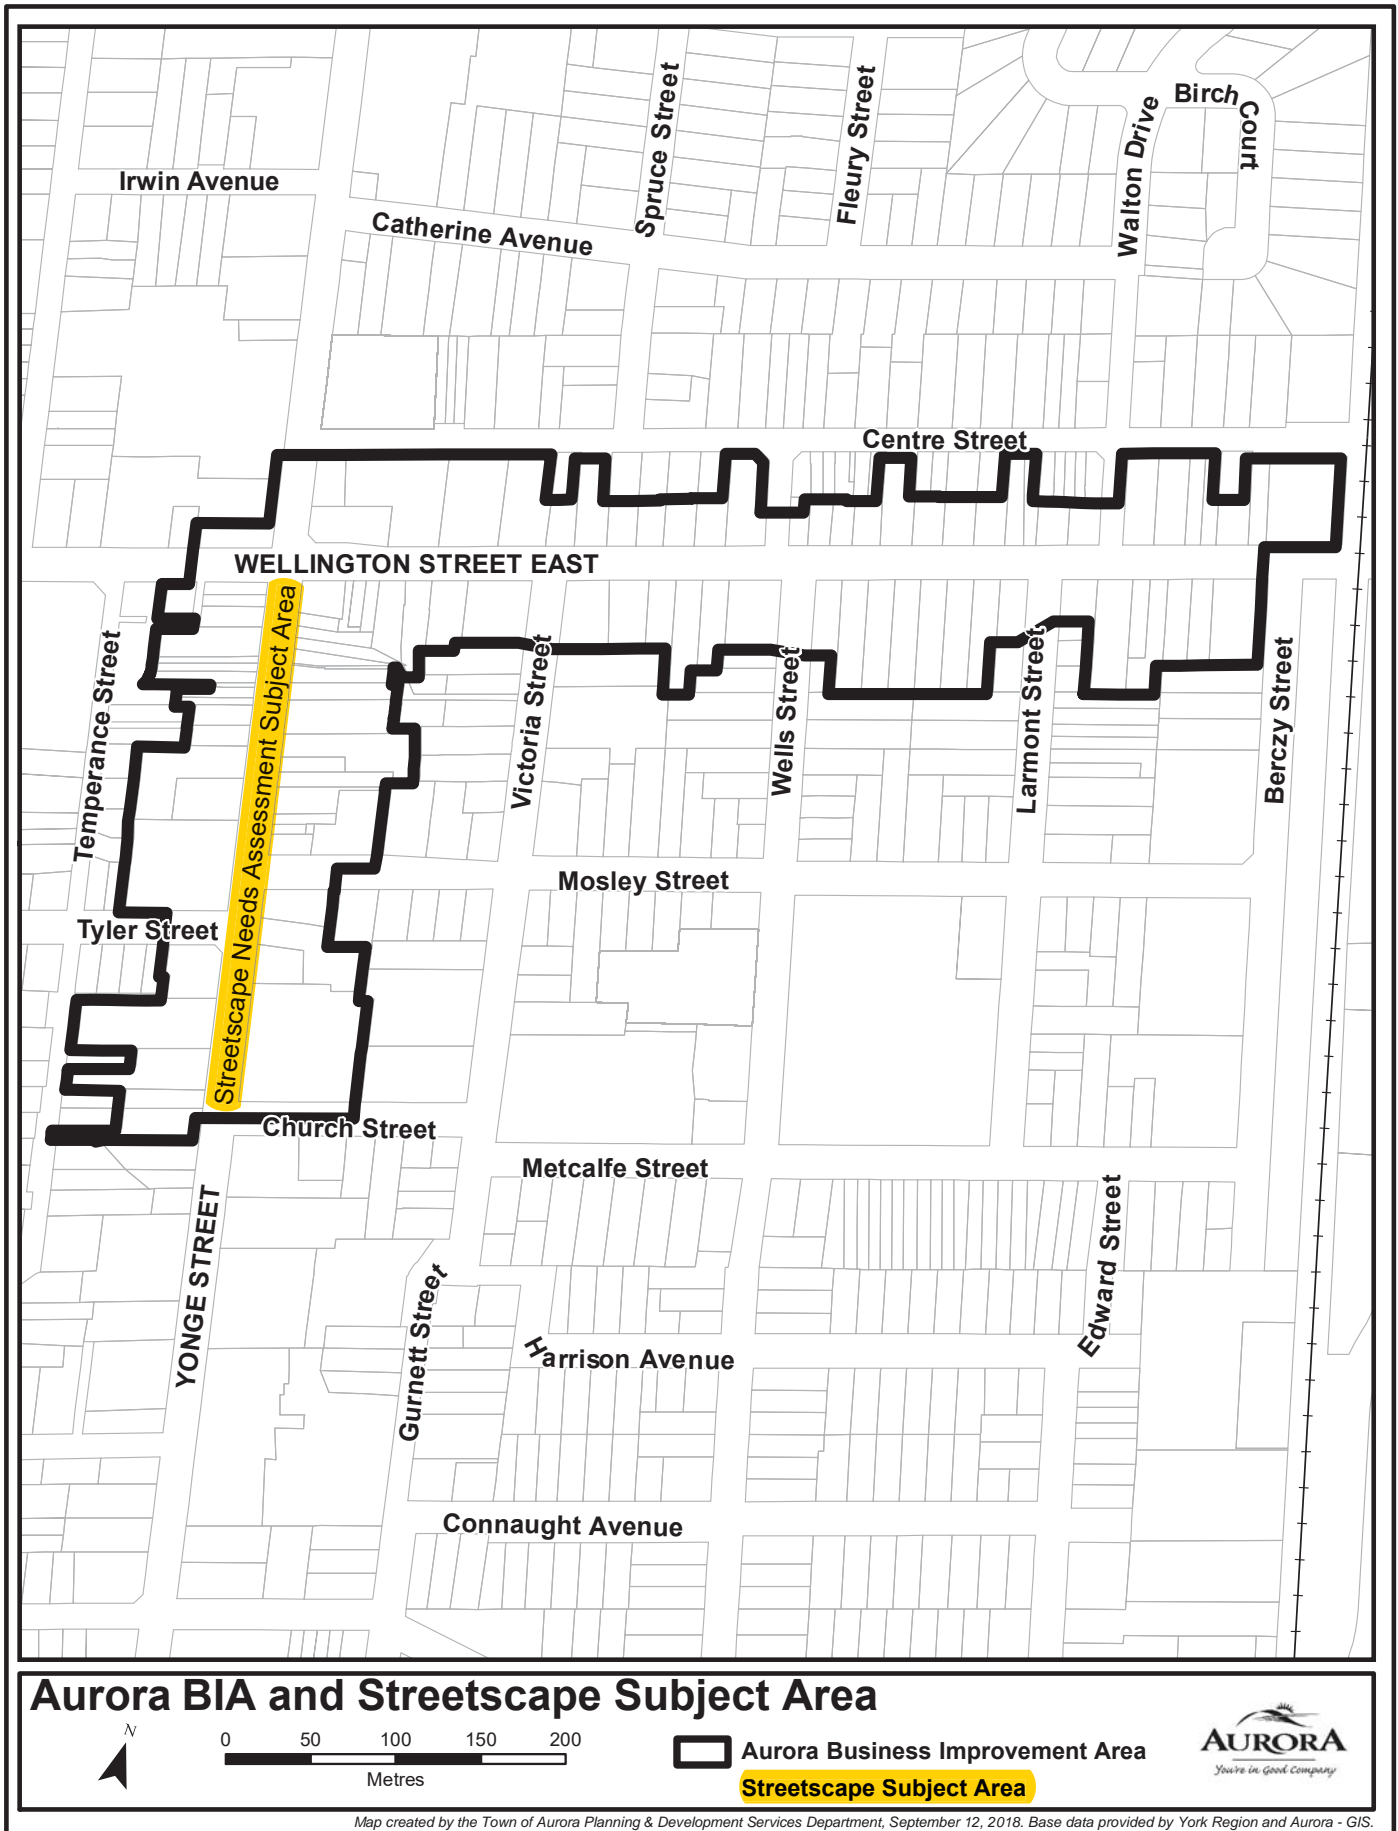 Birch Court
Spruce Street
Fleury Street
Walton Drive
Irwin Avenue
Catherine Avenue
Centre Street
WELLINGTON STREET EAST
Temperance Street
Streetscape Needs Assessment Subject Area
Victoria Street
Wells Street
Larmont Street
Berczy Street
Mosley Street
Tyler Street
Church Street
Metcalfe Street
YONGE STREET
Edward Street
Gurnett Street
Harrison Avenue
Connaught Avenue
Aurora BIA and Streetscape Subject Area
N
0 50 100 150 200
Metres
Aurora Business Improvement Area
Streetscape Subject Area
AURORA
You're in Good Company
Map created by the Town of Aurora Planning & Development Services Department, September 12, 2018. Base data provided by York Region and Aurora - GIS.